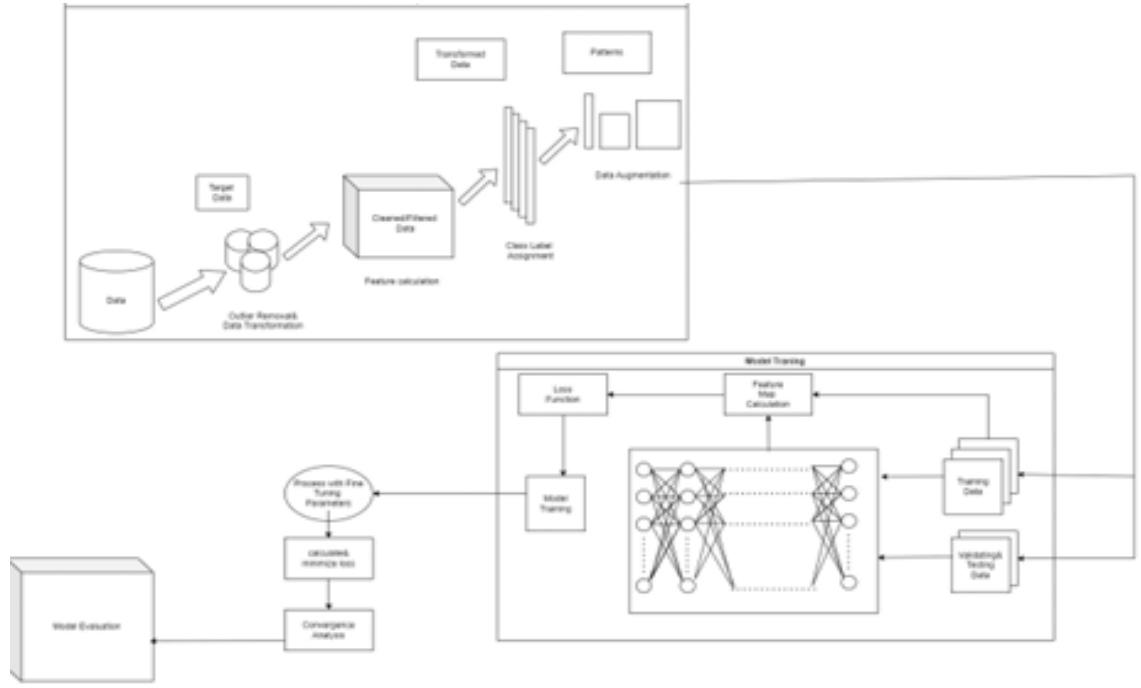 Transformed
Data
Patterns
Data Augmentation
Target
Data
Cleaned/Filtered
Data
Class Label
Assignment
Feature calculation
Data
Outlier Removal&
Data Transformation
Model Traning
Loss
Function
Feature
Map
Calculation
Training
Data
Model
Training
Process with Fine
Tuning
Parameters
Validating&
Testing
Data
calculate&
minimize loss
Convergence
Analysis
Model Evaluation